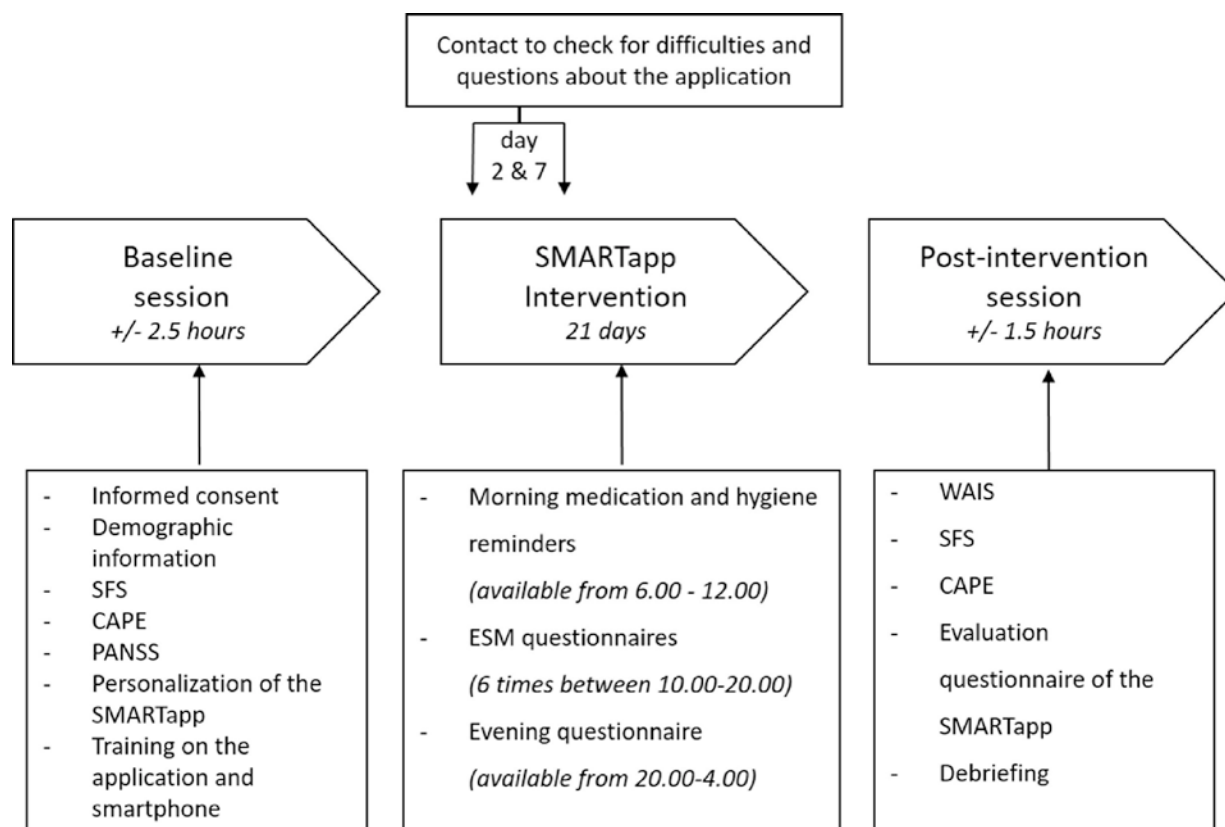 Contact to check for difficulties and
questions about the application
day
2 & 7
Baseline
session
+/- 2.5 hours
SMARTapp
Intervention
21 days
Post-intervention
session
+/- 1.5 hours
- Informed consent
- Demographic
information
- SFS
- CAPE
- PANSS
- Personalization of the
SMARTapp
- Training on the
application and
smartphone
- Morning medication and hygiene
reminders
(available from 6.00 - 12.00)
- ESM questionnaires
(6 times between 10.00-20.00)
- Evening questionnaire
(available from 20.00-4.00)
- WAIS
- SFS
- CAPE
- Evaluation
questionnaire of the
SMARTapp
- Debriefing